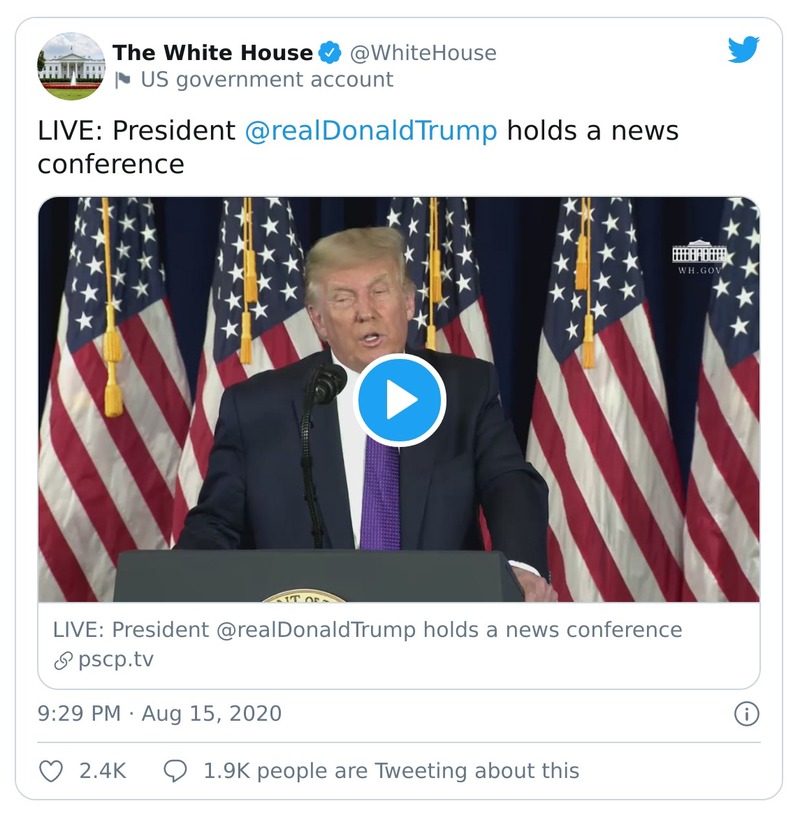 The White House @WhiteHouse
US government account
LIVE: President @realDonaldTrump holds a news
conference
WH.GOV
NT OF
LIVE: President @realDonaldTrump holds a news conference
pscp.tv
9:29 PM · Aug 15, 2020
2.4K 1.9K people are Tweeting about this